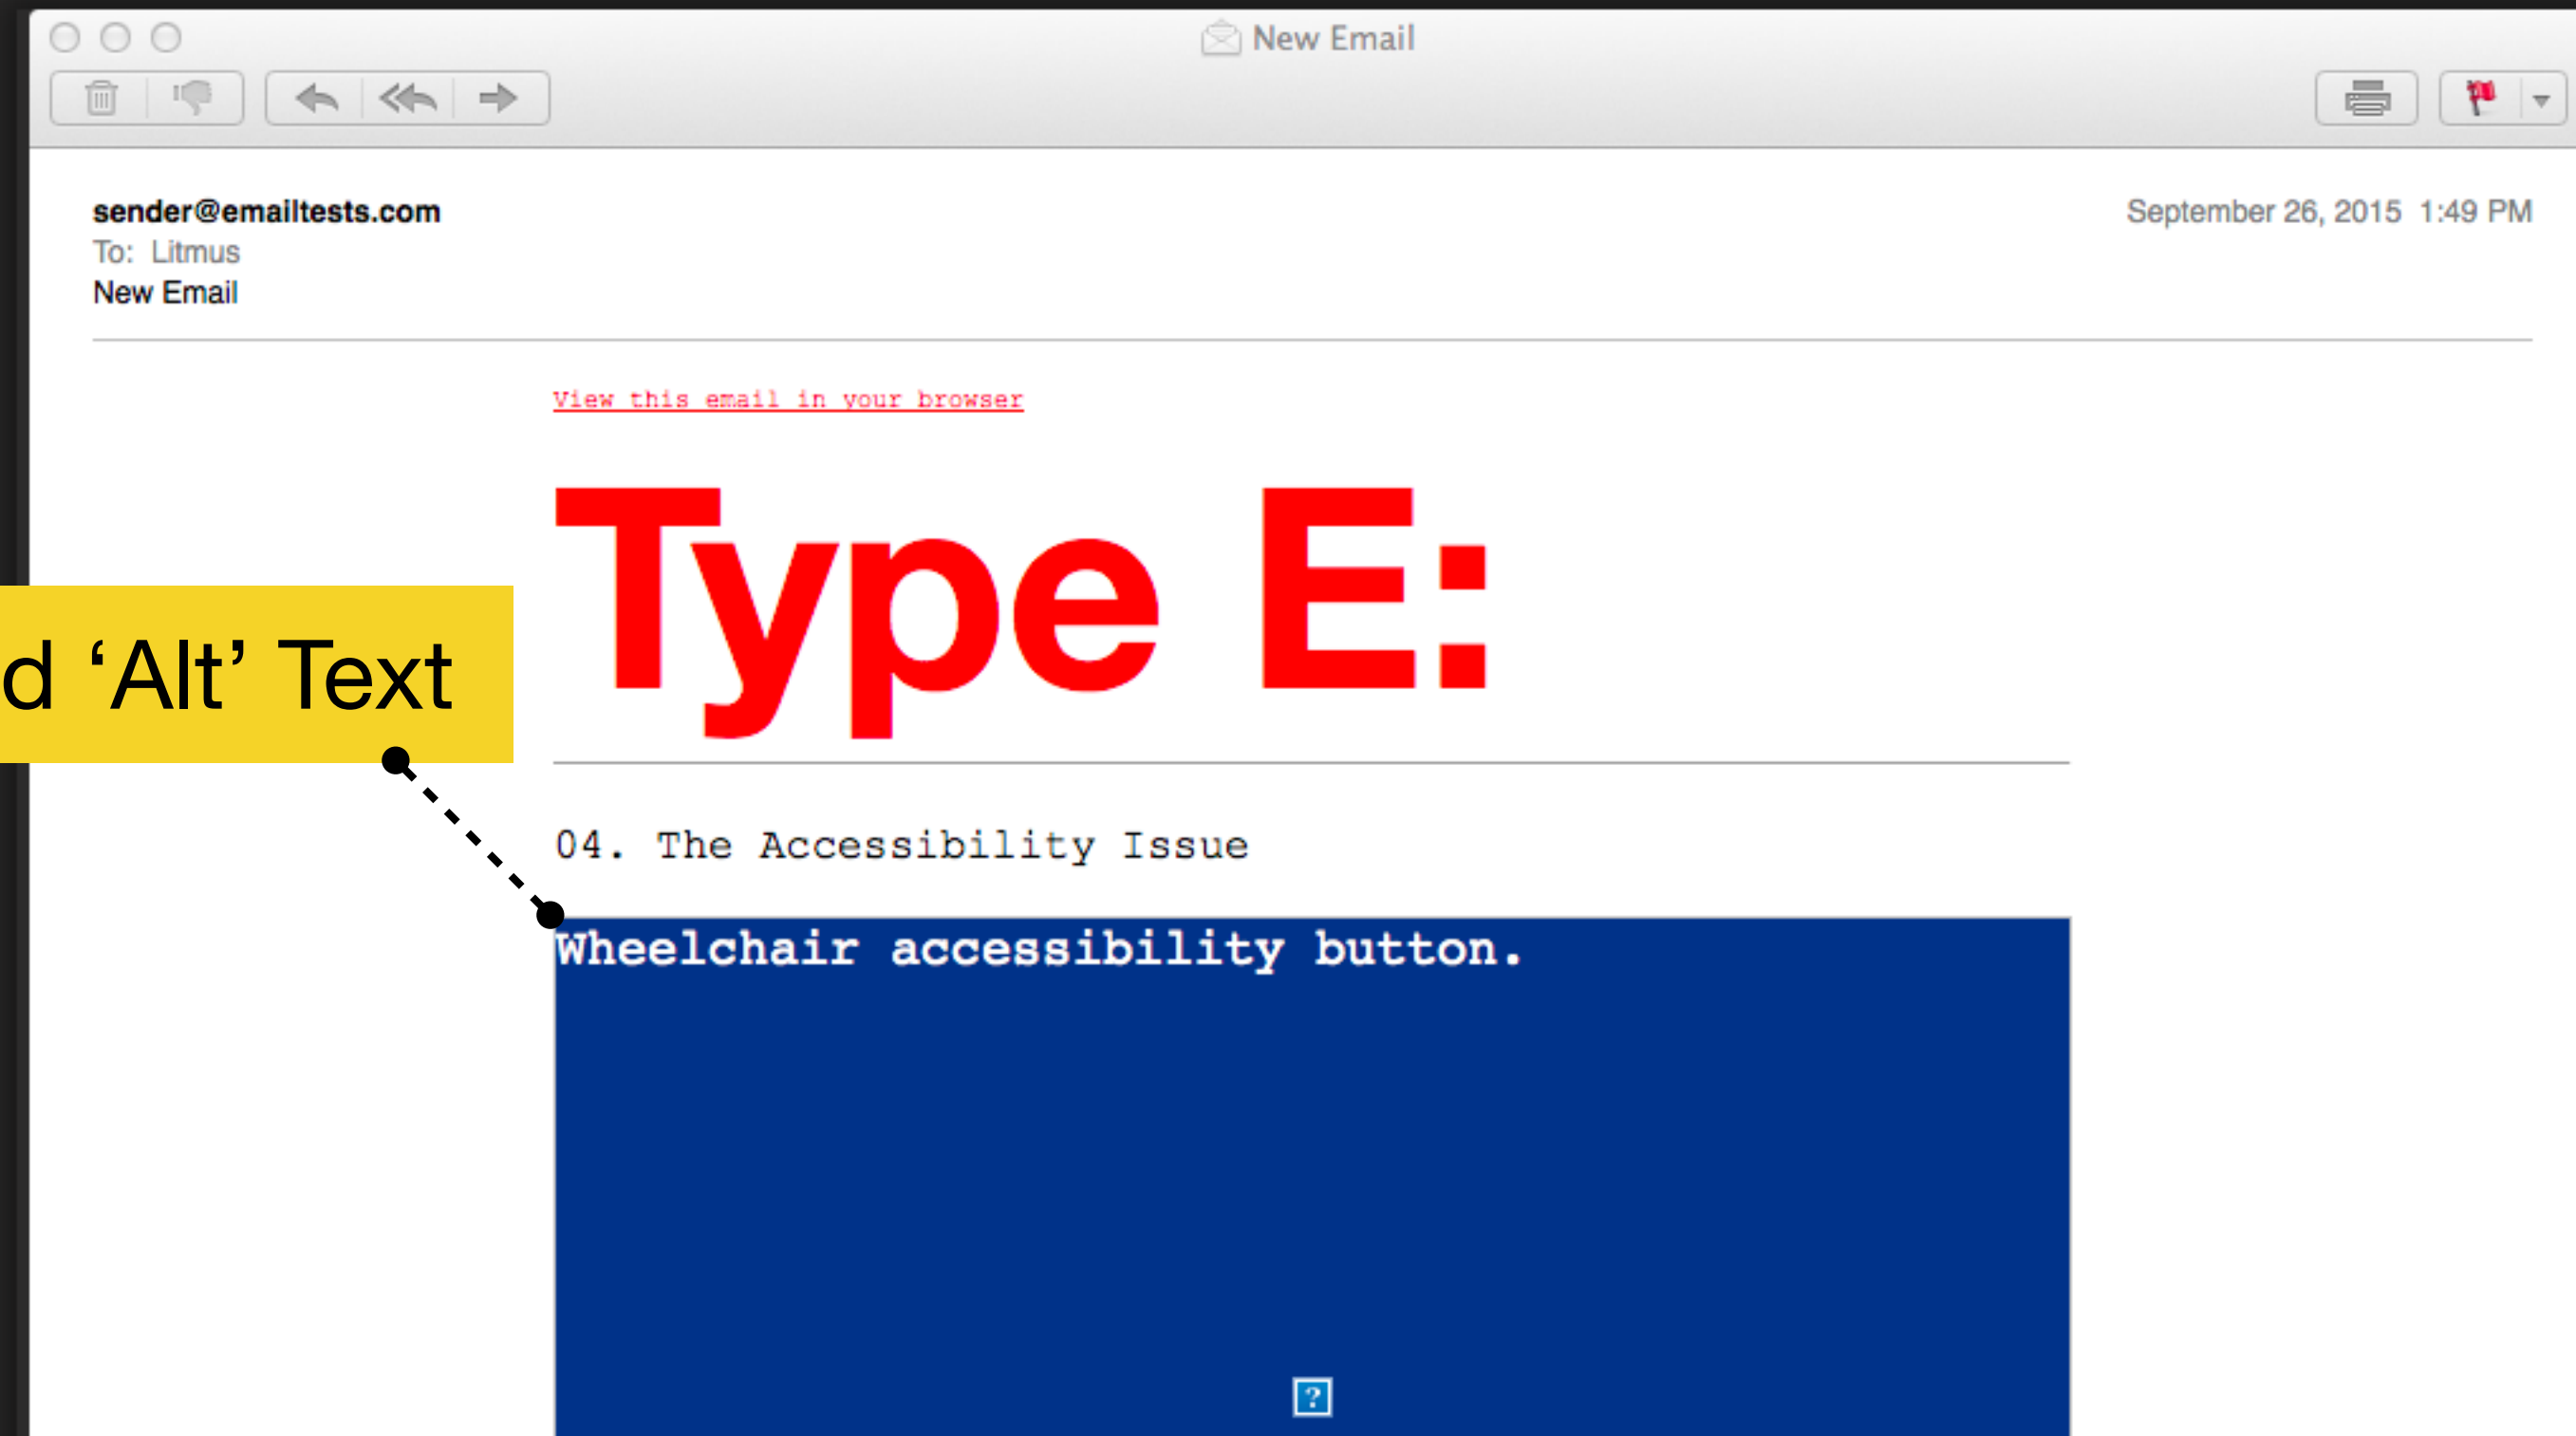 New Email
sender@emailtests.com
September 26, 2015 1:49 PM
To: Litmus
New Email
View this email in your browser
Type E:
d ‘Alt’ Text
04. The Accessibility Issue
Wheelchair accessibility button.
?